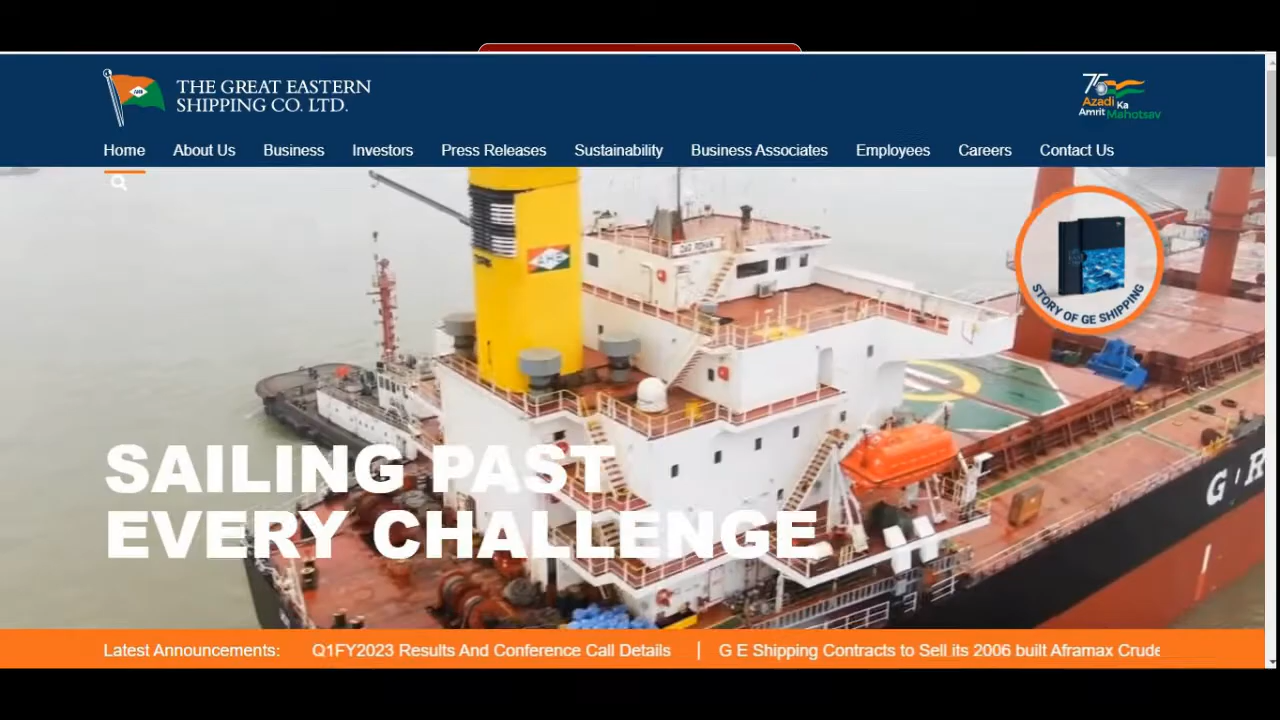 THE GREAT EASTERN
SHIPPING CO. LTD.
75
Azadi Ka
Amrit Mahotsav
Home About Us Business Investors Press Releases Sustainability Business Associates Employees Careers Contact Us
STORY OF GE SHIPPING
SAILING PAST
EVERY CHALLENGE
Latest Announcements: Q1FY2023 Results And Conference Call Details | G E Shipping Contracts to Sell its 2006 built Aframax Crude